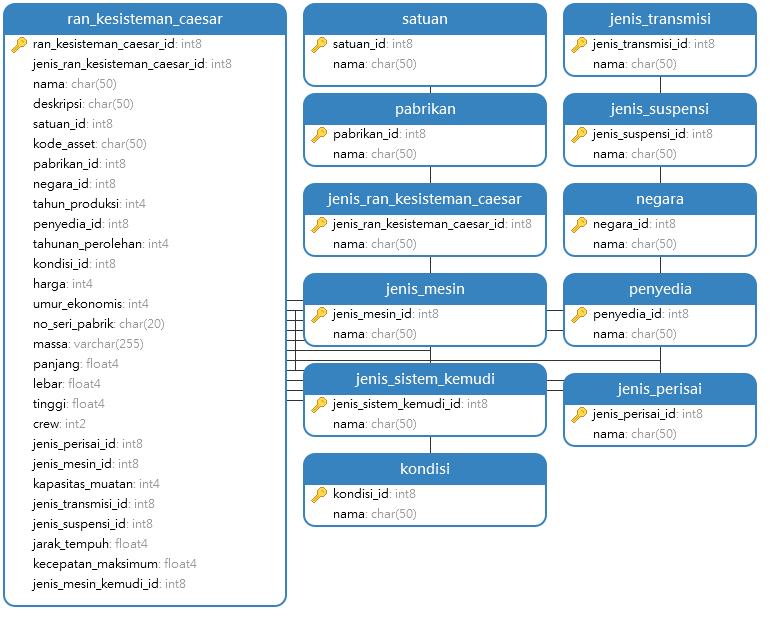 ran_kesisteman_caesar
ran_kesisteman_caesar_id: int8
jenis_ran_kesisteman_caesar_id: int8
nama: char(50)
deskripsi: char(50)
satuan_id: int8
kode_asset: char(50)
pabrikan_id: int8
negara_id: int8
tahun_produksi: int4
penyedia_id: int8
tahunan_perolehan: int4
kondisi_id: int8
harga: int4
umur_ekonomis: int4
no_seri_pabrik: char(20)
massa: varchar(255)
panjang: float4
lebar: float4
tinggi: float4
crew: int2
jenis_perisai_id: int8
jenis_mesin_id: int8
kapasitas_muatan: int4
jenis_transmisi_id: int8
jenis_suspensi_id: int8
jarak_tempuh: float4
kecepatan_maksimum: float4
jenis_mesin_kemudi_id: int8
satuan
satuan_id: int8
nama: char(50)
pabrikan
pabrikan_id: int8
nama: char(50)
jenis_ran_kesisteman_caesar
jenis_ran_kesisteman_caesar_id: int8
nama: char(50)
jenis_mesin
jenis_mesin_id: int8
nama: char(50)
jenis_sistem_kemudi
jenis_sistem_kemudi_id: int8
nama: char(50)
kondisi
kondisi_id: int8
nama: char(50)
jenis_transmisi
jenis_transmisi_id: int8
nama: char(50)
jenis_suspensi
jenis_suspensi_id: int8
nama: char(50)
negara
negara_id: int8
nama: char(50)
penyedia
penyedia_id: int8
nama: char(50)
jenis_perisai
jenis_perisai_id: int8
nama: char(50)